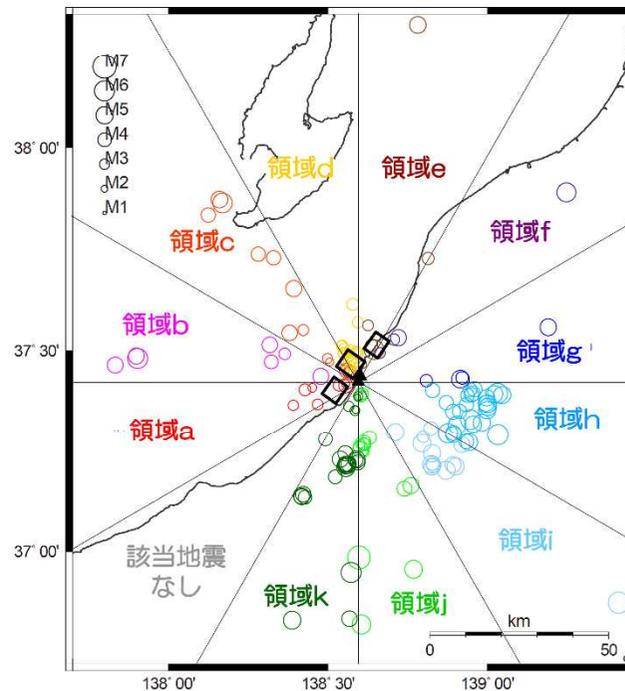 M7
M6
M5
M4
M3
M2
M1
38° 00'
37° 30'
37° 00'
領域d
領域e
領域c
領域f
領域b
領域g
領域a
領域h
該当地震
なし
領域i
領域k
領域j
km
0
50
138° 00'
138° 30'
139° 00'